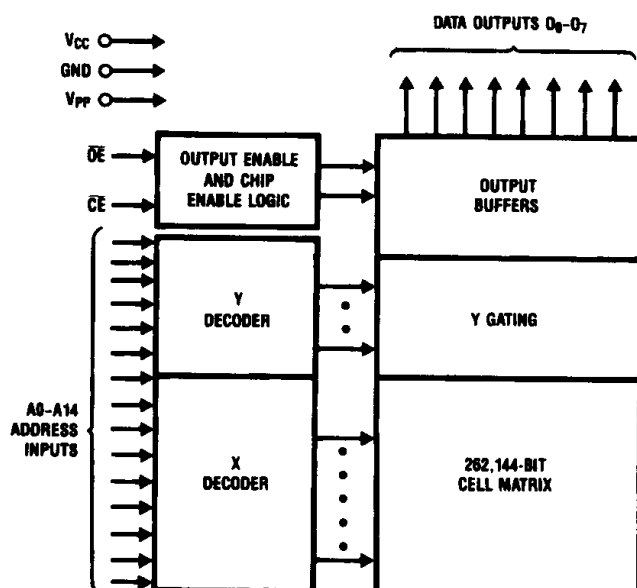 DATA OUTPUTS O0-O7
VCC
GND
VPP
OE
CE
OUTPUT ENABLE
AND CHIP
ENABLE LOGIC
OUTPUT
BUFFERS
Y
DECODER
Y GATING
A0-A14
ADDRESS
INPUTS
X
DECODER
262,144-BIT
CELL MATRIX